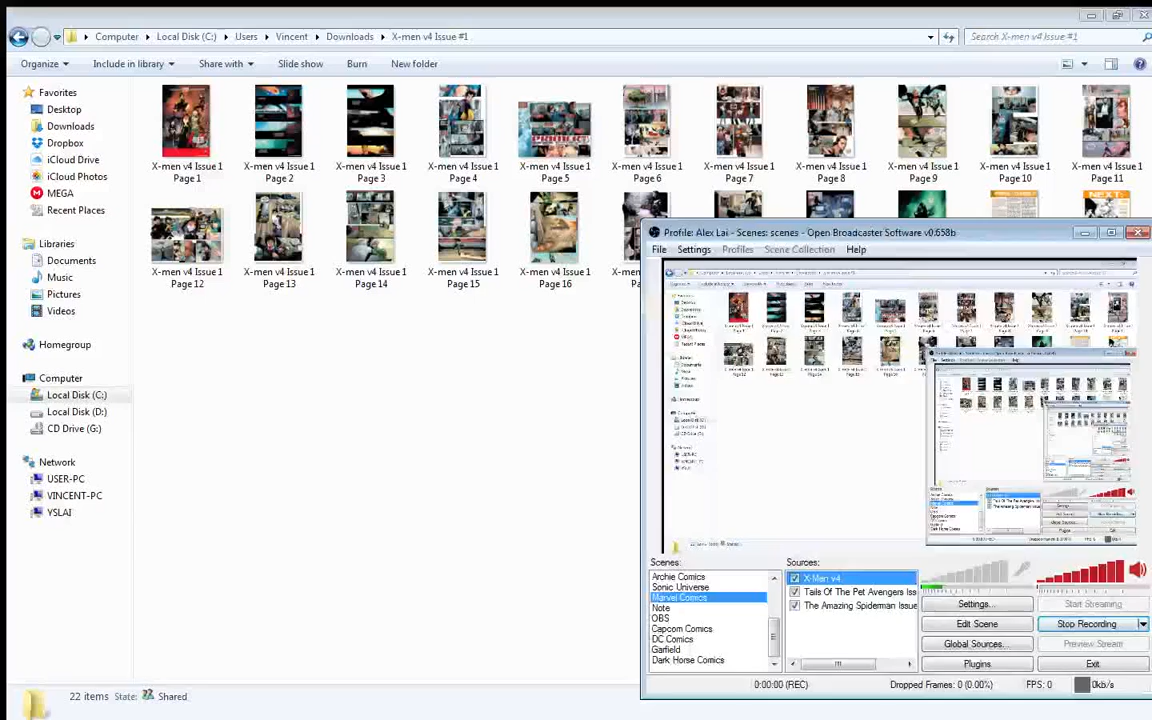 Computer ▸ Local Disk (C:) ▸ Users ▸ Vincent ▸ Downloads ▸ X-men v4 Issue #1
Search X-men v4 Issue #1
Organize Include in library Share with Slide show Burn New folder
Favorites
Desktop
Downloads
Dropbox
iCloud Drive
iCloud Photos
MEGA
Recent Places
Libraries
Documents
Music
Pictures
Videos
Homegroup
Computer
Local Disk (C:)
Local Disk (D:)
CD Drive (G:)
Network
USER-PC
VINCENT-PC
YSLAI
X-men v4 Issue 1 Page 1
X-men v4 Issue 1 Page 2
X-men v4 Issue 1 Page 3
X-men v4 Issue 1 Page 4
X-men v4 Issue 1 Page 5
X-men v4 Issue 1 Page 6
X-men v4 Issue 1 Page 7
X-men v4 Issue 1 Page 8
X-men v4 Issue 1 Page 9
X-men v4 Issue 1 Page 10
X-men v4 Issue 1 Page 11
NEXT:
X-men v4 Issue 1 Page 12
X-men v4 Issue 1 Page 13
X-men v4 Issue 1 Page 14
X-men v4 Issue 1 Page 15
X-men v4 Issue 1 Page 16
Profile: Alex Lai - Scenes: scenes - Open Broadcaster Software v0.658b
File Settings Profiles Scene Collection Help
Scenes:
Archie Comics
Sonic Universe
Marvel Comics
Note
OBS
Capcom Comics
DC Comics
Garfield
Dark Horse Comics
Sources:
X-Men v4
Tails Of The Pet Avengers Iss
The Amazing Spiderman Issue
Settings... Start Streaming
Edit Scene Stop Recording
Global Sources... Preview Stream
Plugins Exit
0:00:00 (REC) Dropped Frames: 0 (0.00%) FPS: 0 0kb/s
22 items State: Shared